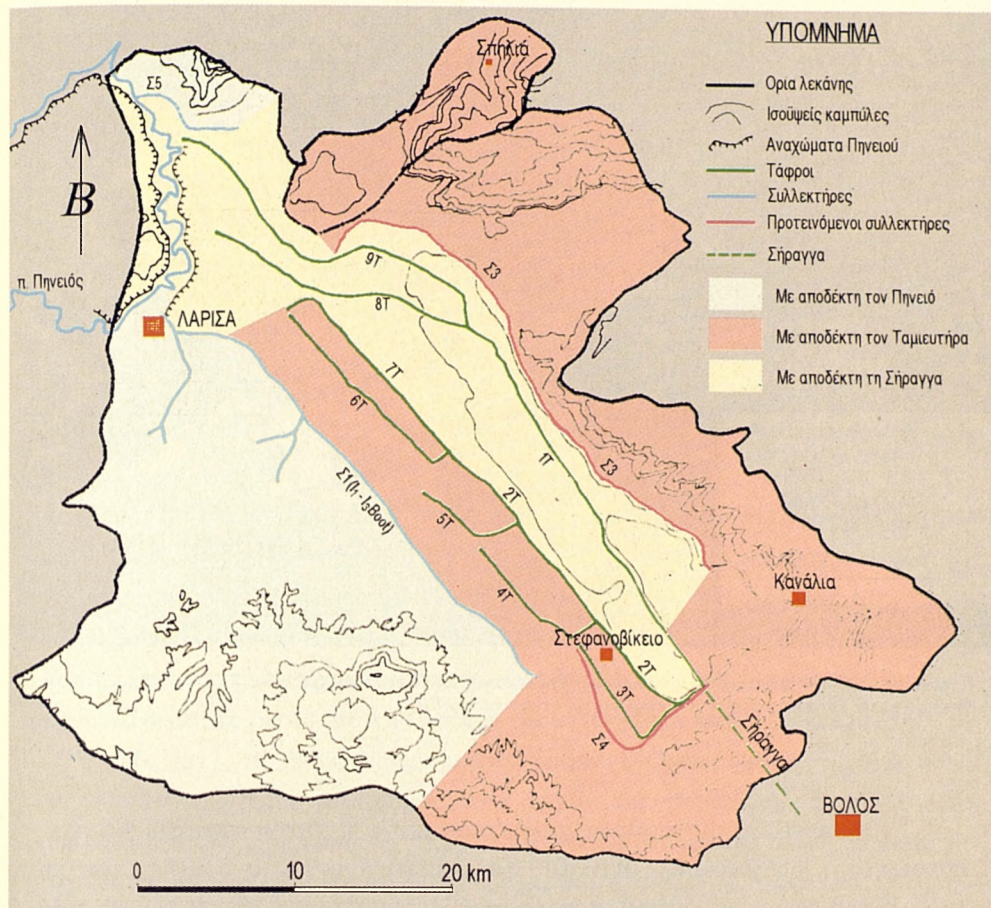 ΥΠΟΜΝΗΜΑ
Ορια λεκάνης
Ισοϋψείς καμπύλες
Αναχώματα Πηνειού
Τάφροι
Συλλεκτήρες
Προτεινόμενοι συλλεκτήρες
Σήραγγα
Με αποδέκτη τον Πηνειό
Με αποδέκτη τον Ταμιευτήρα
Με αποδέκτη τη Σήραγγα
Σπηλιά
Σ5
Β
π. Πηνειός
ΛΑΡΙΣΑ
9Τ
8Τ
Σ3
7Τ
6Τ
1Τ
Σ3
2Τ
5Τ
4Τ
Κανάλια
Στεφανοβίκειο
2Τ
3Τ
Σ4
Σήραγγα
ΒΟΛΟΣ
0 10 20 km